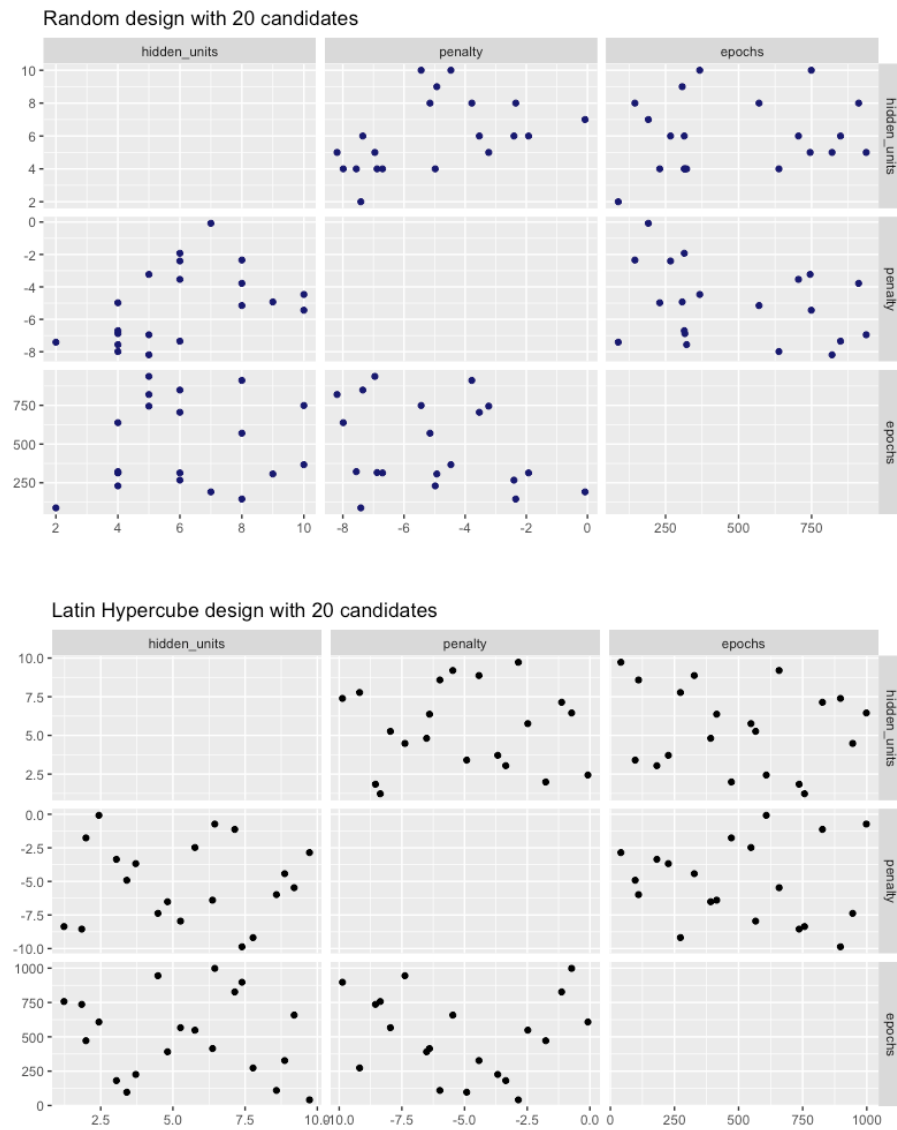 Random design with 20 candidates
hidden_units penalty epochs
10
8
6
4
2
hidden_units
0
-2
-4
-6
-8
penalty
750
500
250
epochs
2 4 6 8 10 -8 -6 -4 -2 0 250 500 750
Latin Hypercube design with 20 candidates
hidden_units penalty epochs
10.0
7.5
5.0
2.5
hidden_units
0.0
-2.5
-5.0
-7.5
-10.0
penalty
1000
750
500
250
0
epochs
2.5 5.0 7.5 10.0 -10.0 -7.5 -5.0 -2.5 0.0 0 250 500 750 1000